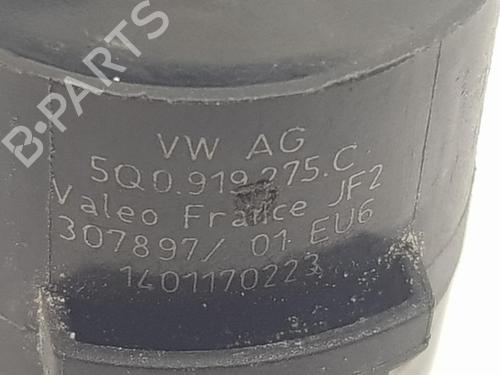 B-PARTS
VW AG
5Q0.919.275.C
Valeo France JF2
307897/ 01 EU6
1401170223